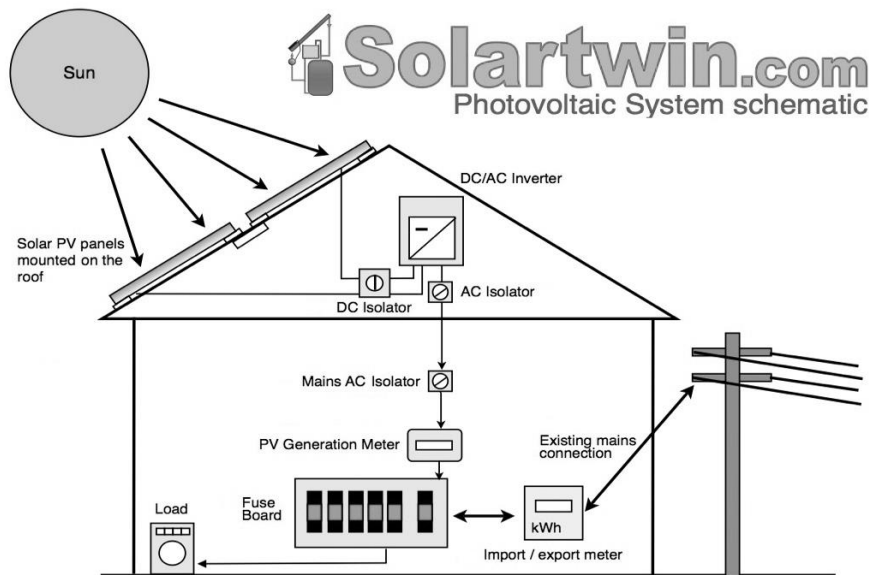 Sun
Solartwin.com
Photovoltaic System schematic
DC/AC Inverter
Solar PV panels
mounted on the
roof
DC Isolator
AC Isolator
Mains AC Isolator
PV Generation Meter
Existing mains
connection
Fuse
Board
Load
kWh
Import / export meter